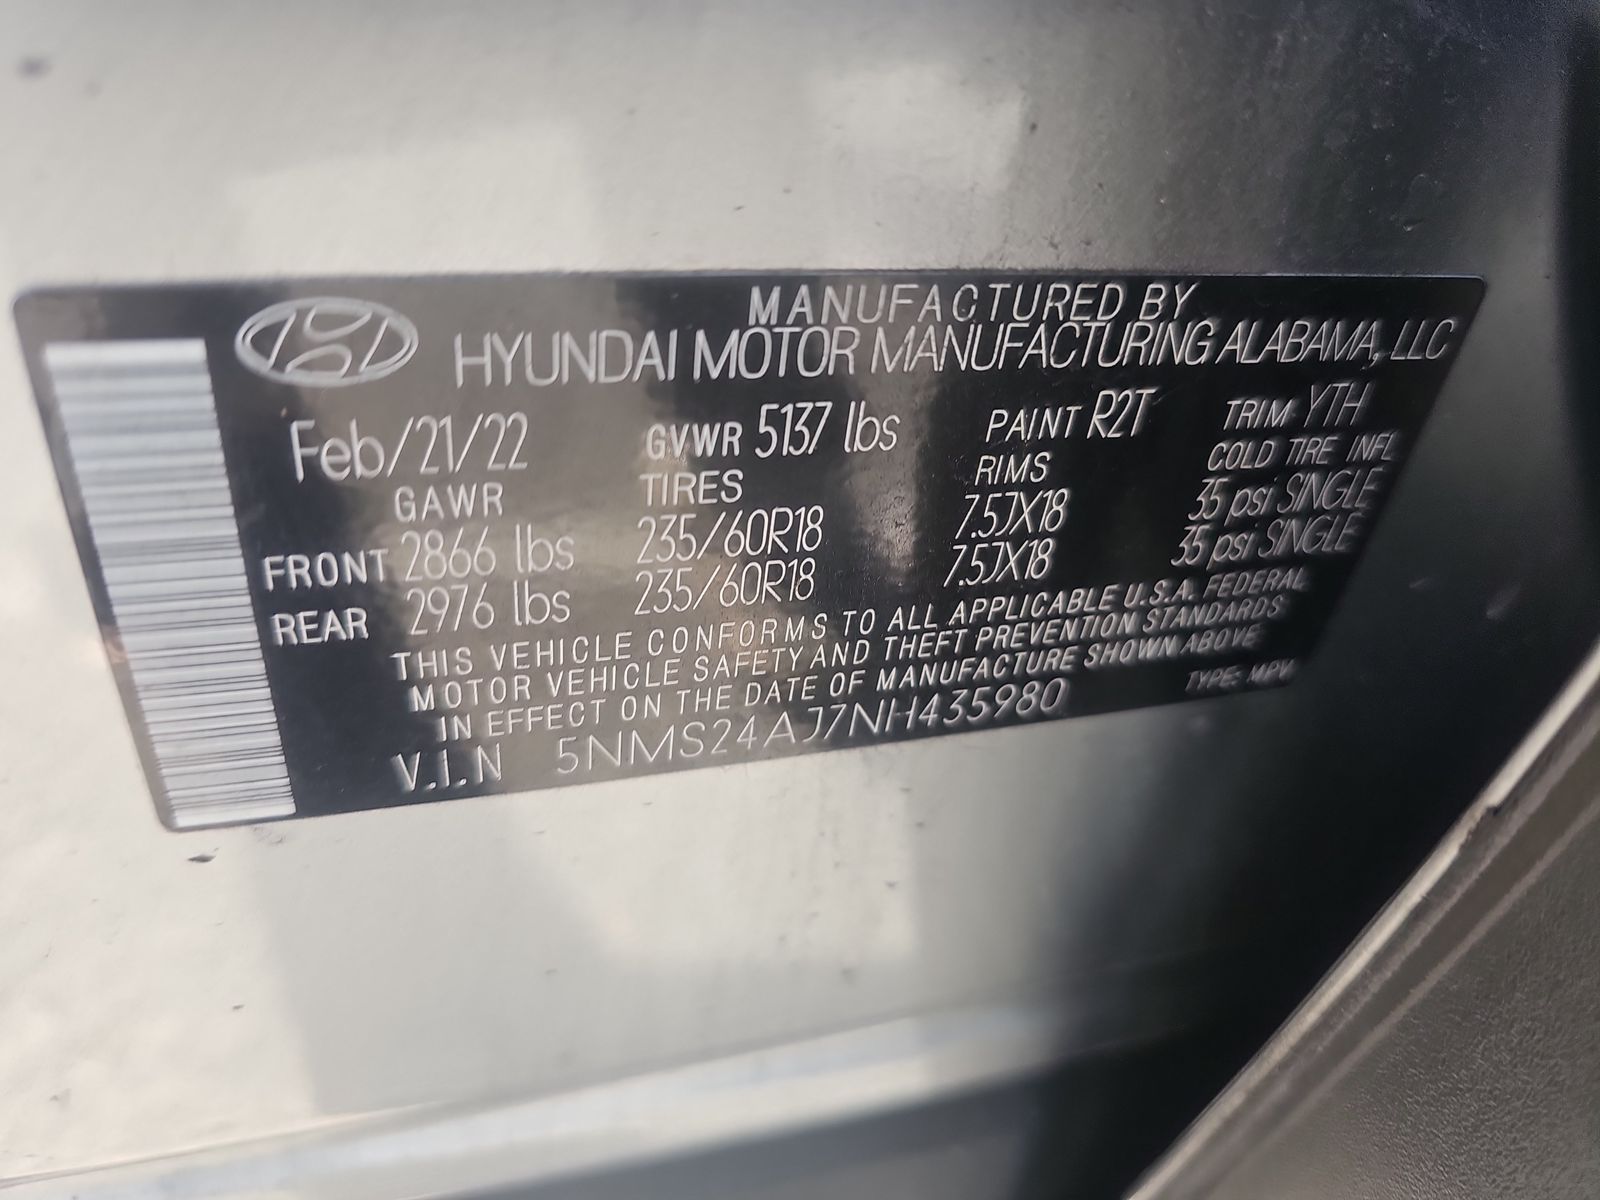 MANUFACTURED BY
HYUNDAI MOTOR MANUFACTURING ALABAMA, LLC
Feb/21/22 GVWR 5137 lbs PAINT R2T TRIM YTH
GAWR TIRES RIMS COLD TIRE INFL
FRONT 2866 lbs 235/60R18 7.5JX18 35 psi SINGLE
REAR 2976 lbs 235/60R18 7.5JX18 35 psi SINGLE
THIS VEHICLE CONFORMS TO ALL APPLICABLE U.S.A. FEDERAL
MOTOR VEHICLE SAFETY AND THEFT PREVENTION STANDARDS
IN EFFECT ON THE DATE OF MANUFACTURE SHOWN ABOVE
V.I.N 5NMS24AJ7NH435980 TYPE: MPV